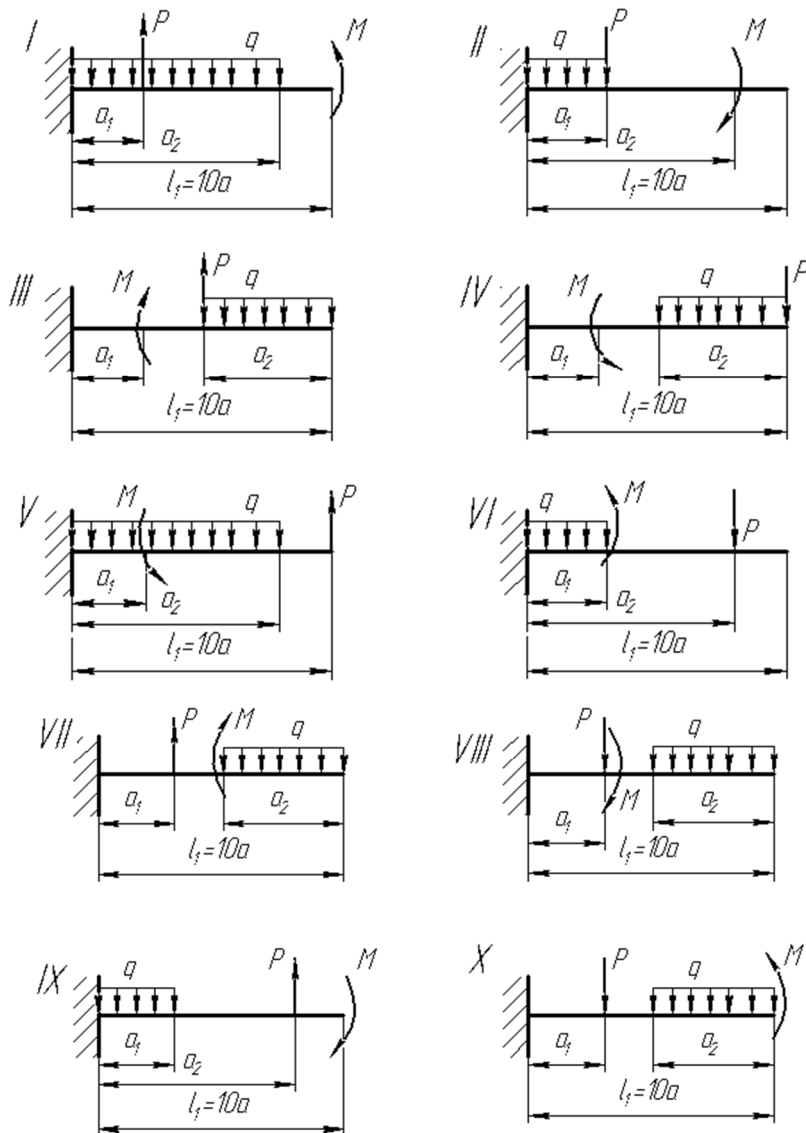 I P q M
a₁
a₂
l₁=10a
II q P M
a₁
a₂
l₁=10a
III M P q
a₁ a₂
l₁=10a
IV M q P
a₁ a₂
l₁=10a
V M q P
a₁
a₂
l₁=10a
VI q M P
a₁
a₂
l₁=10a
VII P M q
a₁ a₂
l₁=10a
VIII P M q
a₁ a₂
l₁=10a
IX q P M
a₁
a₂
l₁=10a
X P q M
a₁ a₂
l₁=10a